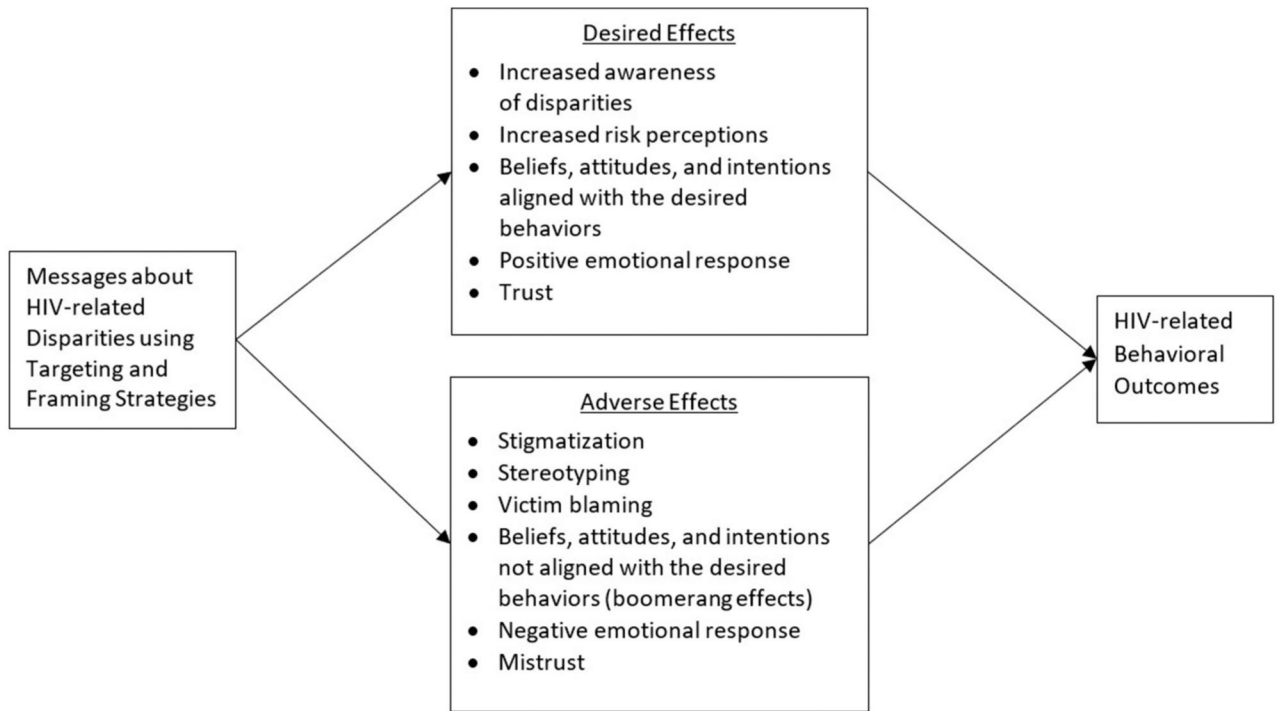 Messages about
HIV-related
Disparities using
Targeting and
Framing Strategies
Desired Effects
• Increased awareness
of disparities
• Increased risk perceptions
• Beliefs, attitudes, and intentions
aligned with the desired
behaviors
• Positive emotional response
• Trust
Adverse Effects
• Stigmatization
• Stereotyping
• Victim blaming
• Beliefs, attitudes, and intentions
not aligned with the desired
behaviors (boomerang effects)
• Negative emotional response
• Mistrust
HIV-related
Behavioral
Outcomes